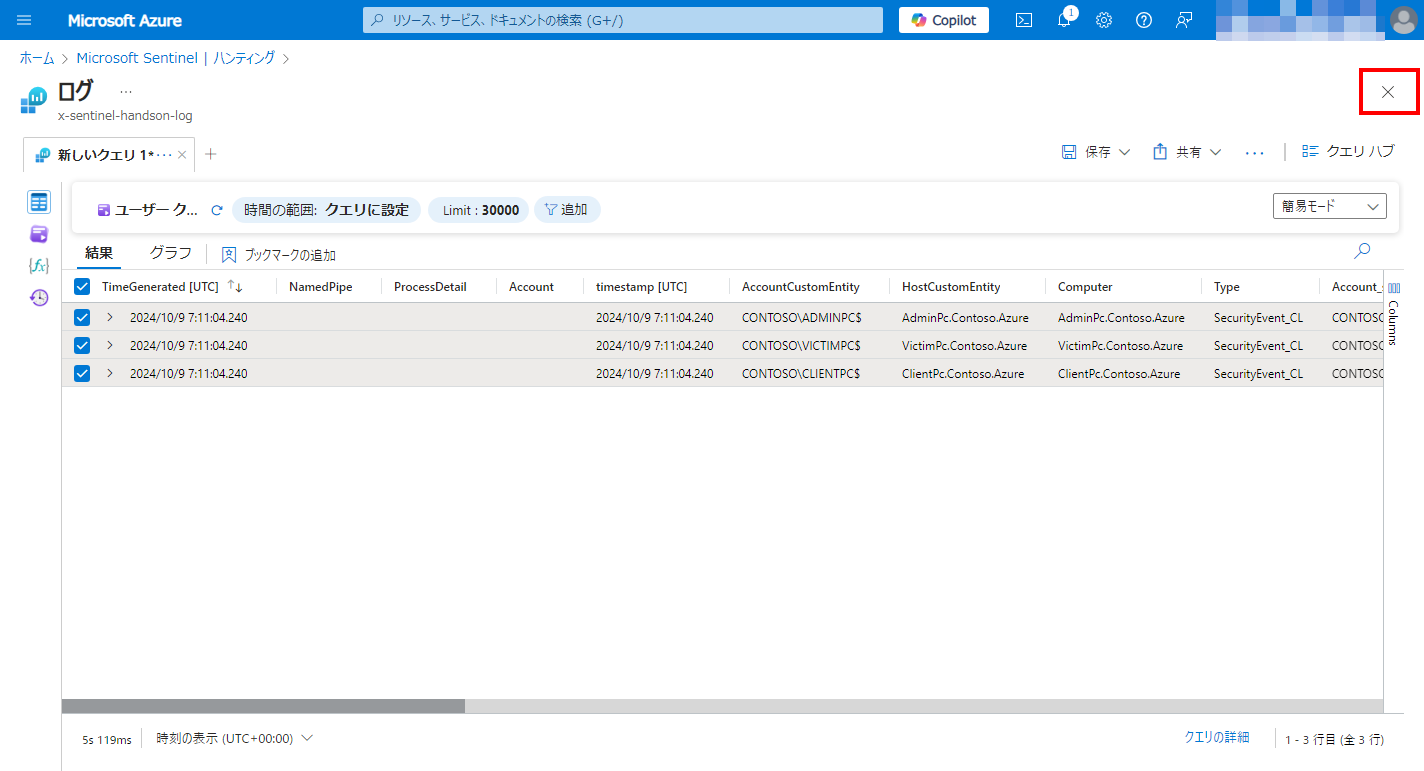 Microsoft Azure
リソース、サービス、ドキュメントの検索 (G+/)
Copilot
1
ホーム > Microsoft Sentinel | ハンティング >
ログ ...
x-sentinel-handson-log
新しいクエリ 1*... × +
保存 共有 ... クエリ ハブ
ユーザー ク... 時間の範囲: クエリに設定 Limit : 30000 追加 簡易モード
結果 グラフ ブックマークの追加
TimeGenerated [UTC] ↑↓ NamedPipe ProcessDetail Account timestamp [UTC] AccountCustomEntity HostCustomEntity Computer Type Account_
2024/10/9 7:11:04.240 2024/10/9 7:11:04.240 CONTOSO\ADMINPC$ AdminPc.Contoso.Azure AdminPc.Contoso.Azure SecurityEvent_CL CONTOSO
2024/10/9 7:11:04.240 2024/10/9 7:11:04.240 CONTOSO\VICTIMPC$ VictimPc.Contoso.Azure VictimPc.Contoso.Azure SecurityEvent_CL CONTOSO
2024/10/9 7:11:04.240 2024/10/9 7:11:04.240 CONTOSO\CLIENTPC$ ClientPc.Contoso.Azure ClientPc.Contoso.Azure SecurityEvent_CL CONTOSO
Columns
5s 119ms 時刻の表示 (UTC+00:00) クエリの詳細 1 - 3 行目 (全 3 行)